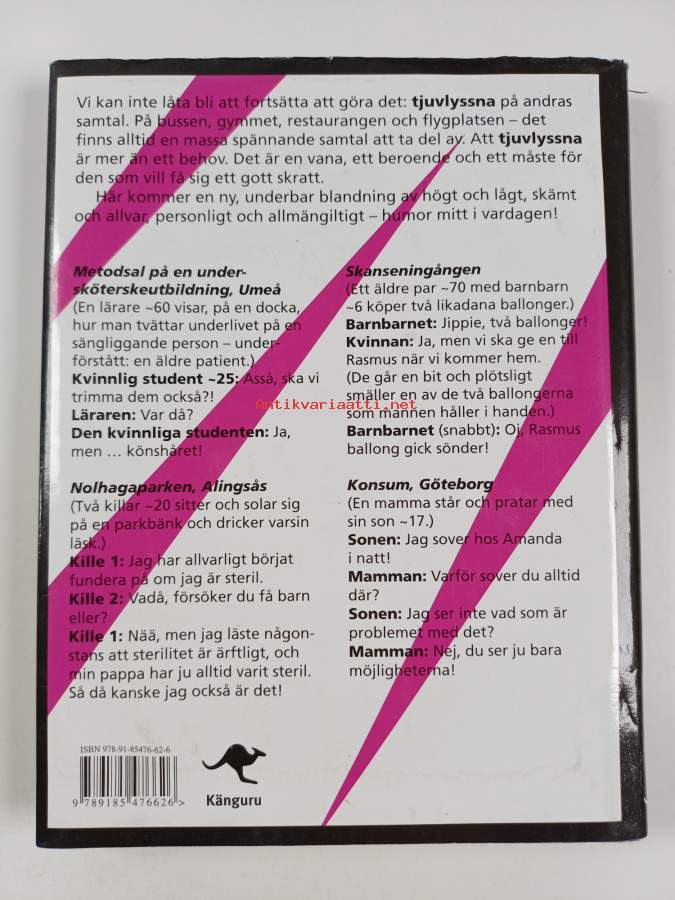 Vi kan inte låta bli att fortsätta att göra det: tjuvlyssna på andras
samtal. På bussen, gymmet, restaurangen och flygplatsen – det
finns alltid en massa spännande samtal att ta del av. Att tjuvlyssna
är mer än ett behov. Det är en vana, ett beroende och ett måste för
den som vill få sig ett gott skratt.
Här kommer en ny, underbar blandning av högt och lågt, skämt
och allvar, personligt och allmängiltigt – humor mitt i vardagen!
Metodsal på en under-
sköterskeutbildning, Umeå
(En lärare ~60 visar, på en docka,
hur man tvättar underlivet på en
sängliggande person – under-
förstått: en äldre patient.)
Kvinnlig student ~25: Asså, ska vi
trimma dem också?!
Läraren: Var då?
Den kvinnliga studenten: Ja,
men … könshåret!
Nolhagaparken, Alingsås
(Två killar ~20 sitter och solar sig
på en parkbänk och dricker varsin
läsk.)
Kille 1: Jag har allvarligt börjat
fundera på om jag är steril.
Kille 2: Vadå, försöker du få barn
eller?
Kille 1: Nää, men jag läste någon-
stans att sterilitet är ärftligt, och
min pappa har ju alltid varit steril.
Så då kanske jag också är det!
Skanseningången
(Ett äldre par ~70 med barnbarn
~6 köper två likadana ballonger.)
Barnbarnet: Jippie, två ballonger!
Kvinnan: Ja, men vi ska ge en till
Rasmus när vi kommer hem.
(De går en bit och plötsligt
smäller en av de två ballongerna
som mannen håller i handen.)
Barnbarnet (snabbt): Oj, Rasmus
ballong gick sönder!
Konsum, Göteborg
(En mamma står och pratar med
sin son ~17.)
Sonen: Jag sover hos Amanda
i natt!
Mamman: Varför sover du alltid
där?
Sonen: Jag ser inte vad som är
problemet med det?
Mamman: Nej, du ser ju bara
möjligheterna!
Antikvariaatti.net
ISBN 978-91-85476-62-6
9 789185 476626 >
Känguru